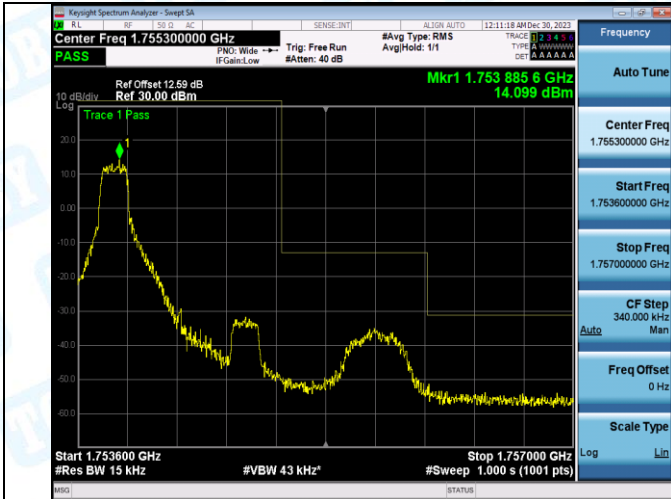 Keysight Spectrum Analyzer - Swept SA
RL RF 50 Ω AC SENSE:INT ALIGN AUTO 12:11:18 AM Dec 30, 2023
Center Freq 1.755300000 GHz
PASS
PNO: Wide
IFGain:Low
Trig: Free Run
#Atten: 40 dB
#Avg Type: RMS
Avg|Hold: 1/1
TRACE 1 2 3 4 5 6
TYPE A WWWWW
DET A A A A A A
Mkr1 1.753 885 6 GHz
14.099 dBm
Ref Offset 12.59 dB
10 dB/div Ref 30.00 dBm
Log
Trace 1 Pass
1
20.0
10.0
0.00
-10.0
-20.0
-30.0
-40.0
-50.0
-60.0
Start 1.753600 GHz Stop 1.757000 GHz
#Res BW 15 kHz #VBW 43 kHz* #Sweep 1.000 s (1001 pts)
MSG STATUS
Frequency
Auto Tune
Center Freq
1.755300000 GHz
Start Freq
1.753600000 GHz
Stop Freq
1.757000000 GHz
CF Step
340.000 kHz
Auto Man
Freq Offset
0 Hz
Scale Type
Log Lin